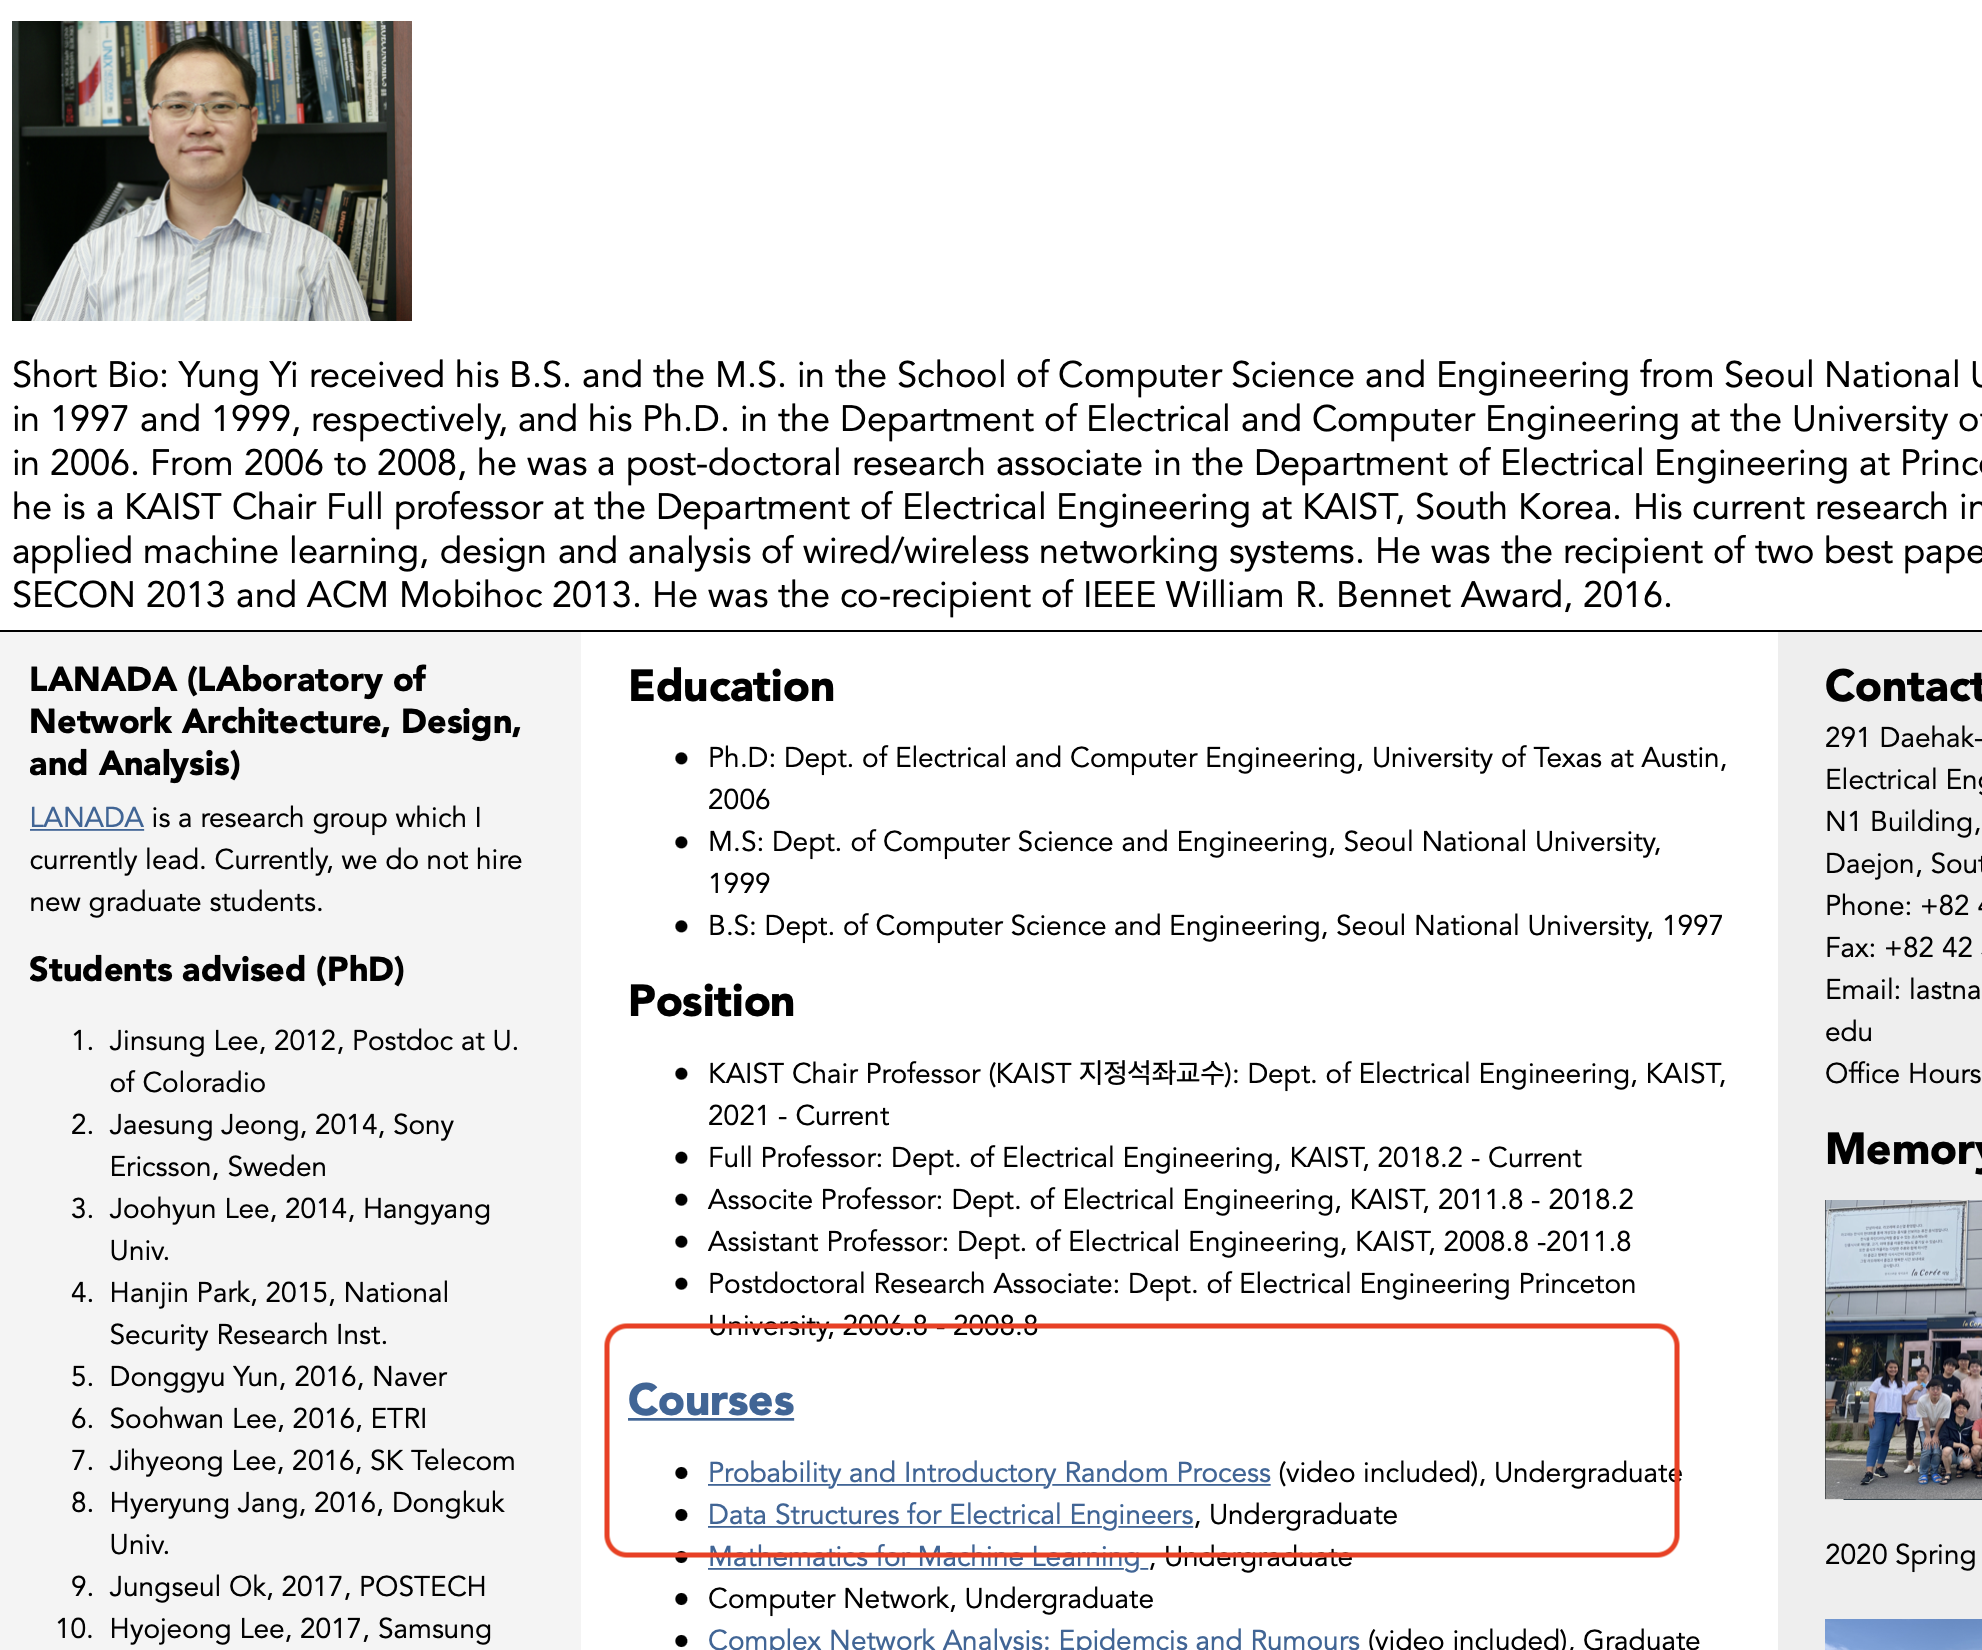 Short Bio: Yung Yi received his B.S. and the M.S. in the School of Computer Science and Engineering from Seoul National
in 1997 and 1999, respectively, and his Ph.D. in the Department of Electrical and Computer Engineering at the University
in 2006. From 2006 to 2008, he was a post-doctoral research associate in the Department of Electrical Engineering at
he is a KAIST Chair Full professor at the Department of Electrical Engineering at KAIST, South Korea. His current research
applied machine learning, design and analysis of wired/wireless networking systems. He was the recipient of two best
SECON 2013 and ACM Mobihoc 2013. He was the co-recipient of IEEE William R. Bennet Award, 2016.
LANADA (LAboratory of
Network Architecture, Design,
and Analysis)
LANADA is a research group which I
currently lead. Currently, we do not hire
new graduate students.
Students advised (PhD)
1. Jinsung Lee, 2012, Postdoc at U.
of Coloradio
2. Jaesung Jeong, 2014, Sony
Ericsson, Sweden
3. Joohyun Lee, 2014, Hangyang
Univ.
4. Hanjin Park, 2015, National
Security Research Inst.
5. Donggyu Yun, 2016, Naver
6. Soohwan Lee, 2016, ETRI
7. Jihyeong Lee, 2016, SK Telecom
8. Hyeryung Jang, 2016, Dongkuk
Univ.
9. Jungseul Ok, 2017, POSTECH
10. Hyojeong Lee, 2017, Samsung
Education
● Ph.D: Dept. of Electrical and Computer Engineering, University of Texas at Austin,
2006
● M.S: Dept. of Computer Science and Engineering, Seoul National University,
1999
● B.S: Dept. of Computer Science and Engineering, Seoul National University, 1997
Position
● KAIST Chair Professor (KAIST 지정석좌교수): Dept. of Electrical Engineering, KAIST,
2021 - Current
● Full Professor: Dept. of Electrical Engineering, KAIST, 2018.2 - Current
● Associte Professor: Dept. of Electrical Engineering, KAIST, 2011.8 - 2018.2
● Assistant Professor: Dept. of Electrical Engineering, KAIST, 2008.8 -2011.8
● Postdoctoral Research Associate: Dept. of Electrical Engineering Princeton
University, 2006.8 - 2008.8
Courses
● Probability and Introductory Random Process (video included), Undergraduate
● Data Structures for Electrical Engineers, Undergraduate
● Mathematics for Machine Learning , Undergraduate
● Computer Network, Undergraduate
● Complex Network Analysis: Epidemcis and Rumours (video included), Graduate
Contact
291 Daehak-
Electrical
N1 Building,
Daejon,
Phone: +82
Fax: +82 42
Email:
edu
Office Hours
Memory
2020 Spring